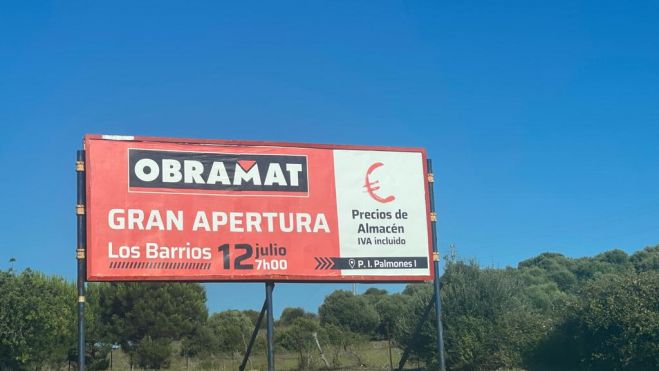 OBRAMAT
GRAN APERTURA
Los Barrios 12 julio
7h00
€
Precios de
Almacén
IVA incluido
P. I. Palmones I